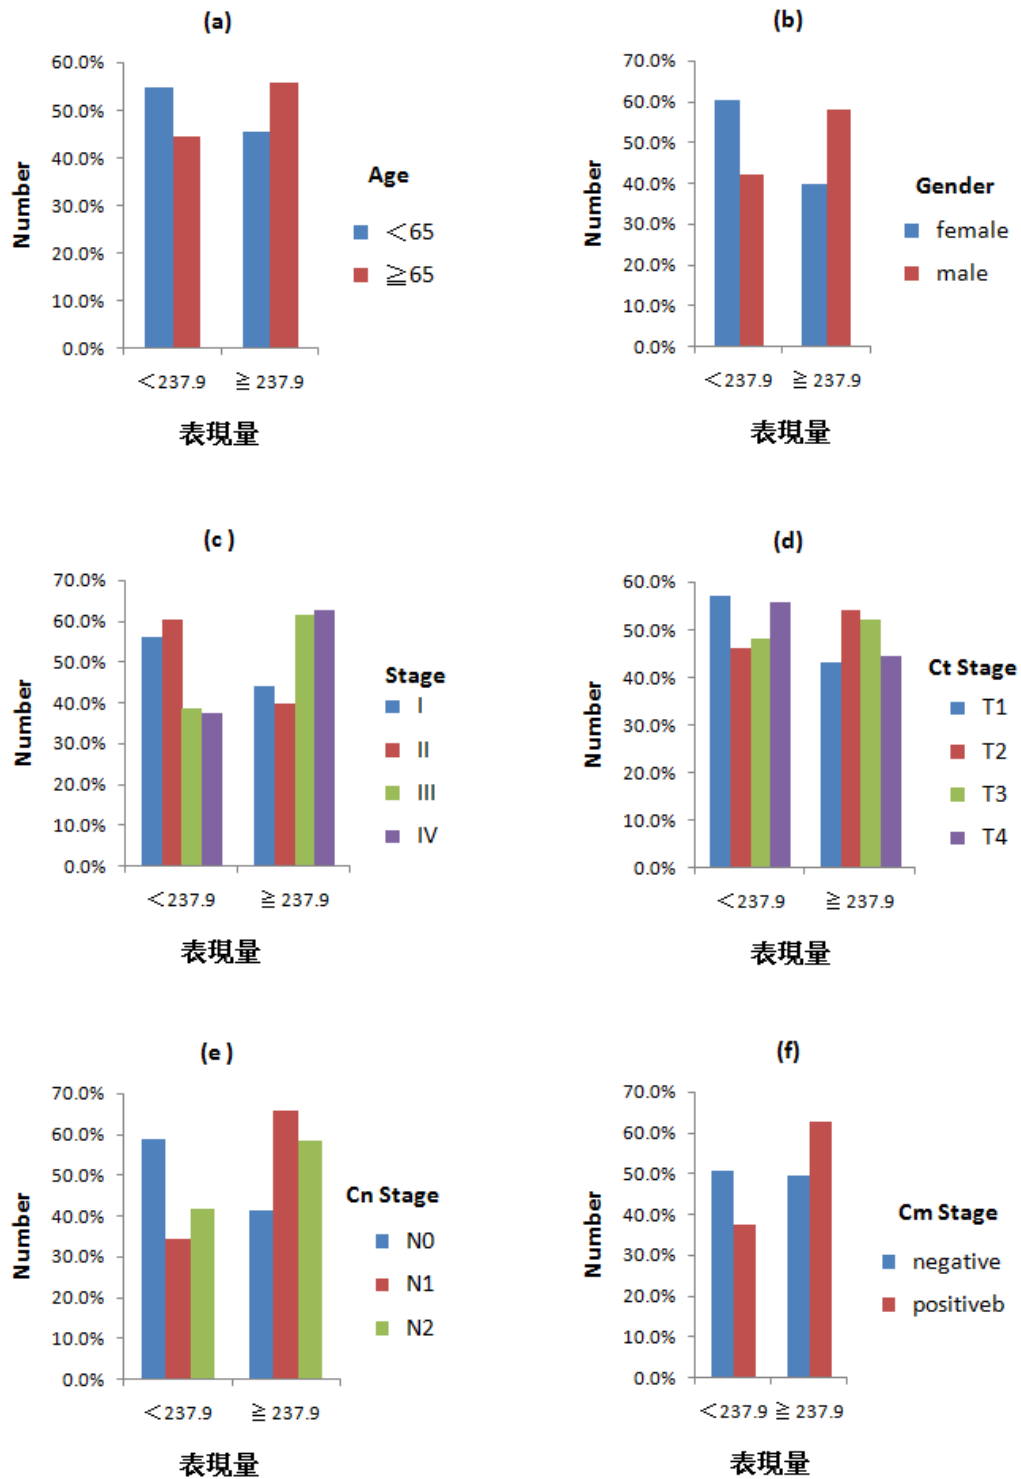 (a)
60.0%
50.0%
40.0%
30.0%
20.0%
10.0%
0.0%
Number
＜237.9 ≧237.9
表現量
Age
＜65
≧65
(b)
70.0%
60.0%
50.0%
40.0%
30.0%
20.0%
10.0%
0.0%
Number
＜237.9 ≧237.9
表現量
Gender
female
male
(c )
70.0%
60.0%
50.0%
40.0%
30.0%
20.0%
10.0%
0.0%
Number
＜237.9 ≧237.9
表現量
Stage
I
II
III
IV
(d)
60.0%
50.0%
40.0%
30.0%
20.0%
10.0%
0.0%
Number
＜237.9 ≧237.9
表現量
Ct Stage
T1
T2
T3
T4
(e )
70.0%
60.0%
50.0%
40.0%
30.0%
20.0%
10.0%
0.0%
Number
＜237.9 ≧237.9
表現量
Cn Stage
N0
N1
N2
(f)
70.0%
60.0%
50.0%
40.0%
30.0%
20.0%
10.0%
0.0%
Number
＜237.9 ≧237.9
表現量
Cm Stage
negative
positiveb